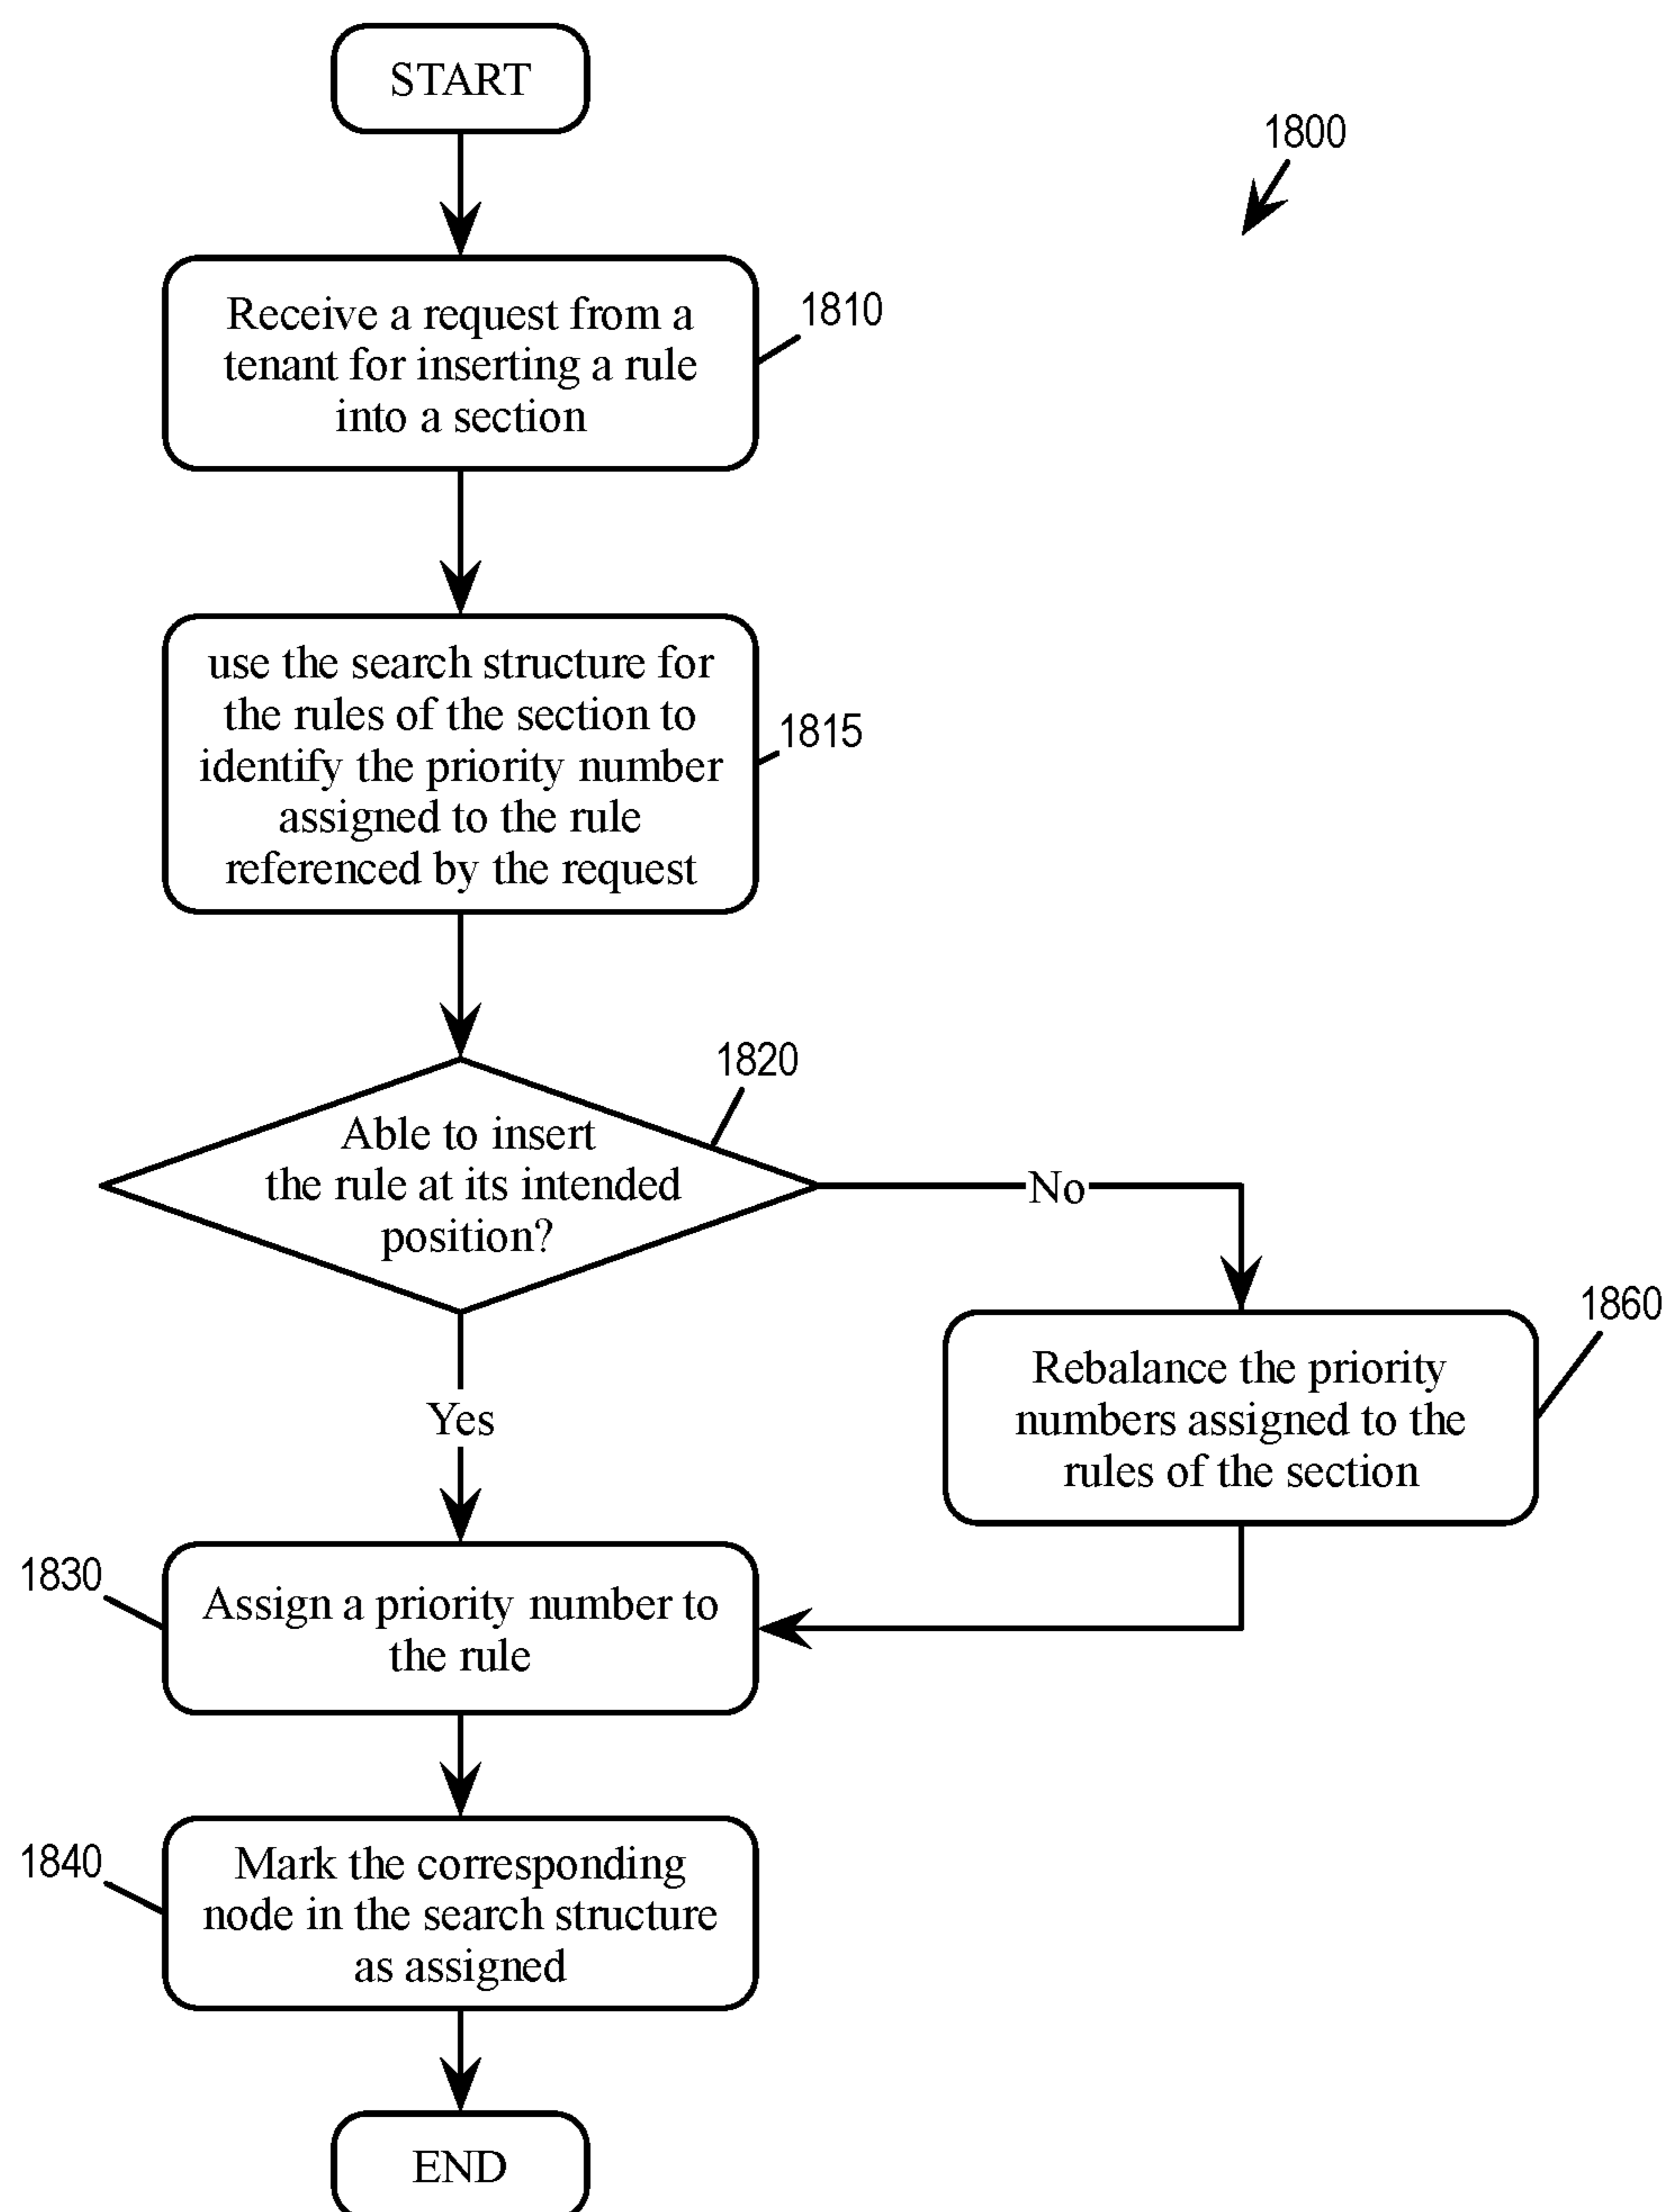 START
1800
Receive a request from a
tenant for inserting a rule
into a section
1810
use the search structure for
the rules of the section to
identify the priority number
assigned to the rule
referenced by the request
1815
1820
Able to insert
the rule at its intended
position?
No
Yes
1860
Rebalance the priority
numbers assigned to the
rules of the section
1830
Assign a priority number to
the rule
1840
Mark the corresponding
node in the search structure
as assigned
END